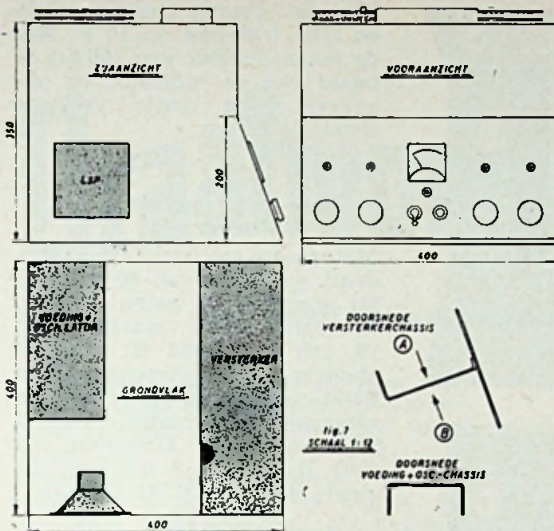 ZIJAANZICHT
VOORAANZICHT
350
200
LSP.
400
VOEDING +
OSCILLATOR
VERSTERKER
GRONDVLAK
400
400
DOORSNEDE
VERSTERKERCHASSIS
A
B
fig. 7
SCHAAL 1:12
DOORSNEDE
VOEDING + OSC.-CHASSIS